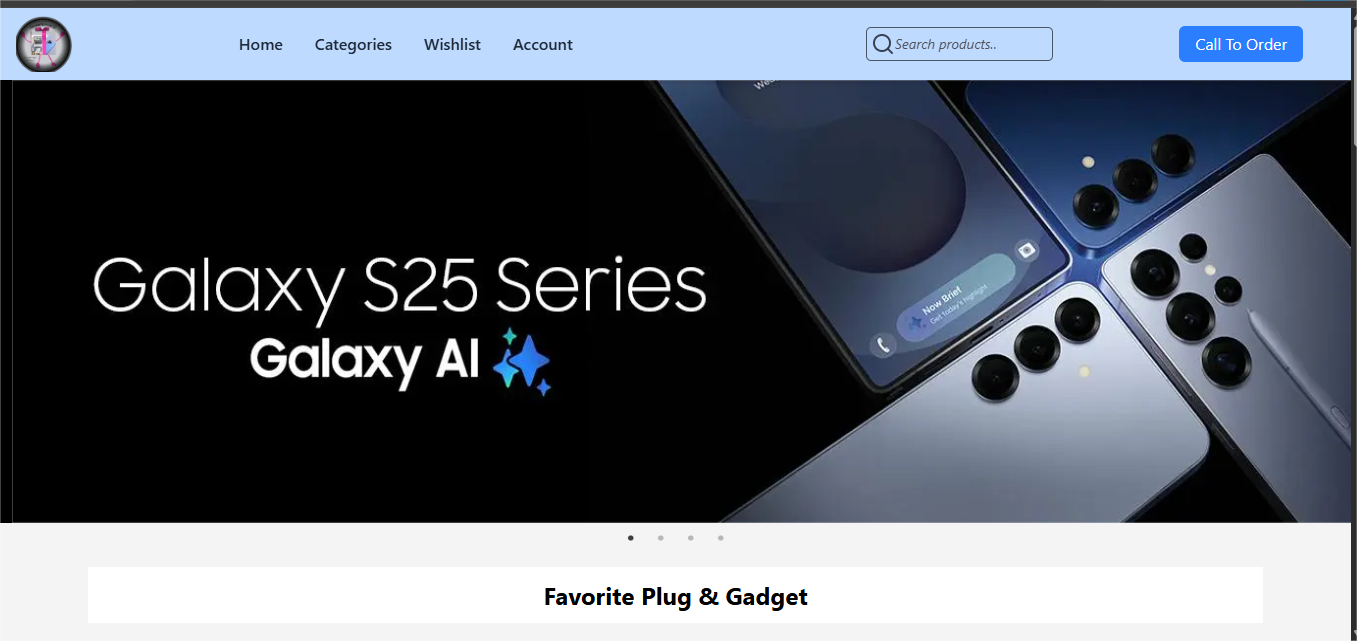 Home
Categories
Wishlist
Account
Search products..
Call To Order
Galaxy S25 Series
Galaxy AI
Now Brief
Get today's highlight
Favorite Plug & Gadget